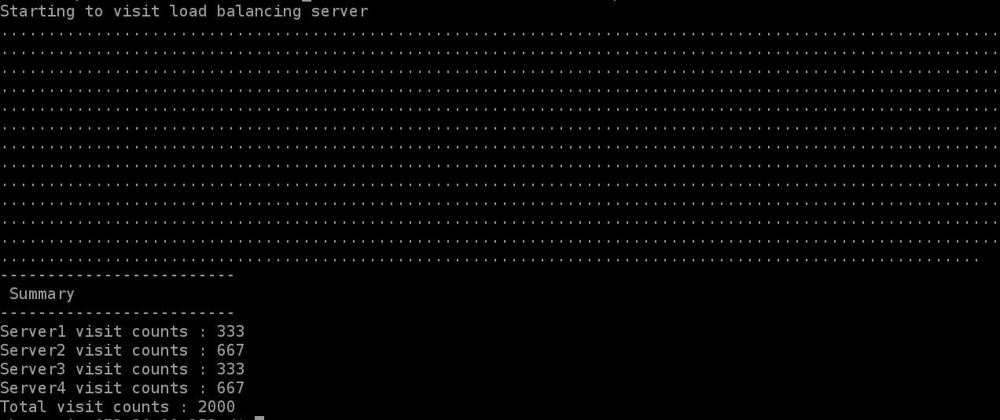 Starting to visit load balancing server
..........................................................................................................
..........................................................................................................
..........................................................................................................
..........................................................................................................
..........................................................................................................
..........................................................................................................
..........................................................................................................
..........................................................................................................
..........................................................................................................
..........................................................................................................
..........................................................................................................
..........................................................................................................
........................................................................................................
-------------------------
 Summary
-------------------------
Server1 visit counts : 333
Server2 visit counts : 667
Server3 visit counts : 333
Server4 visit counts : 667
Total visit counts : 2000